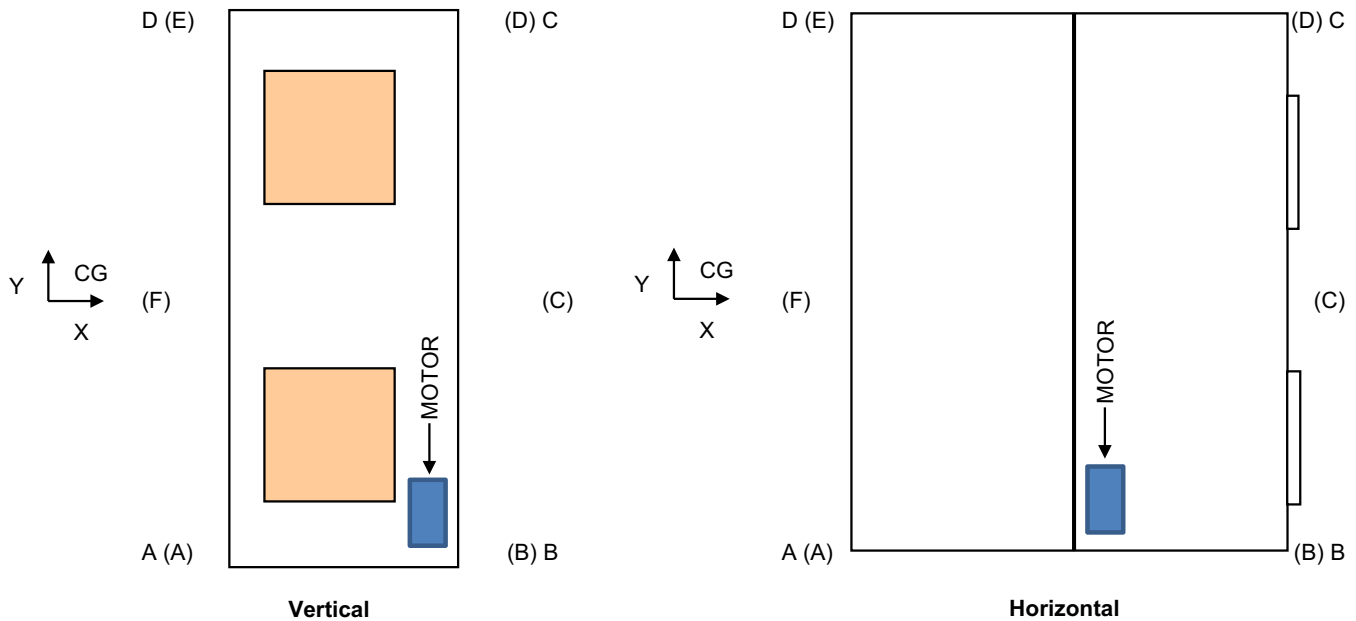 D (E)
(D) C
D (E)
(D) C
Y
CG
X
(F)
(C)
Y
CG
X
(F)
(C)
MOTOR
MOTOR
A (A)
(B) B
A (A)
(B) B
Vertical
Horizontal